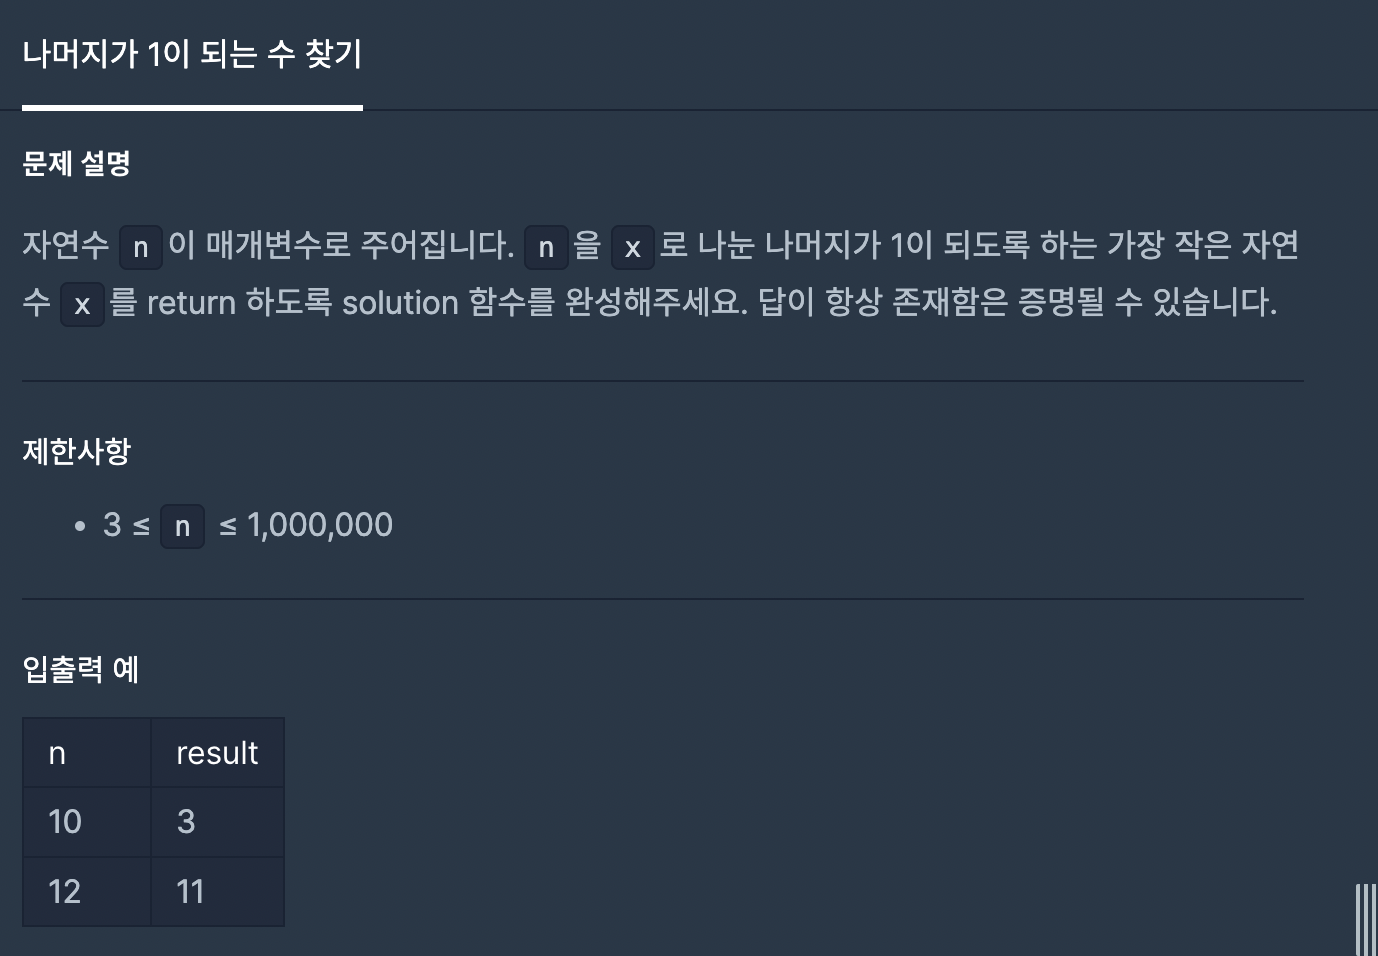 나머지가 1이 되는 수 찾기
문제 설명
자연수 n이 매개변수로 주어집니다. n을 x로 나눈 나머지가 1이 되도록 하는 가장 작은 자연
수 x를 return 하도록 solution 함수를 완성해주세요. 답이 항상 존재함은 증명될 수 있습니다.
제한사항
• 3 ≤ n ≤ 1,000,000
입출력 예
n result
10 3
12 11